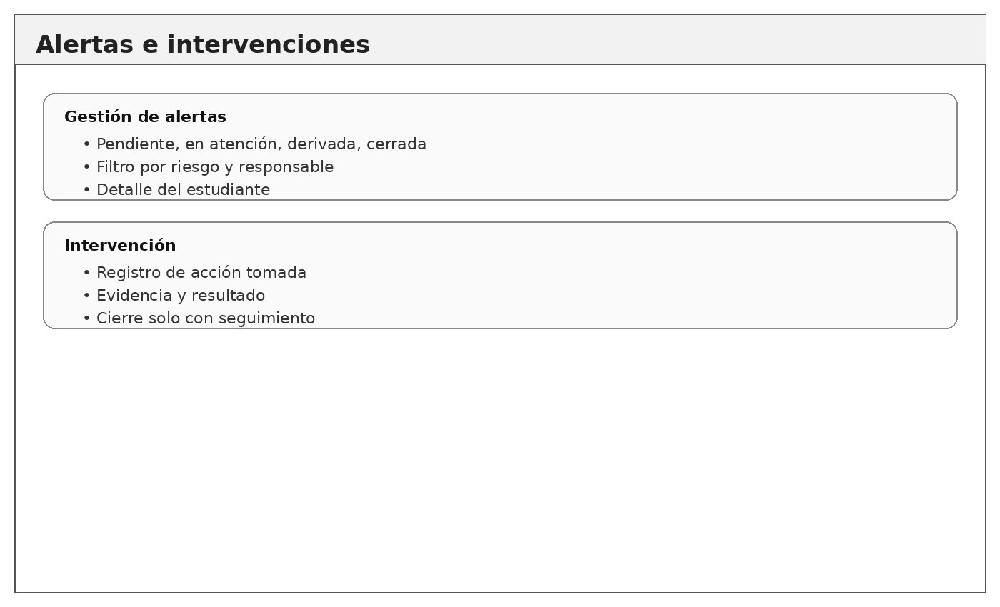 Alertas e intervenciones
Gestión de alertas
• Pendiente, en atención, derivada, cerrada
• Filtro por riesgo y responsable
• Detalle del estudiante
Intervención
• Registro de acción tomada
• Evidencia y resultado
• Cierre solo con seguimiento